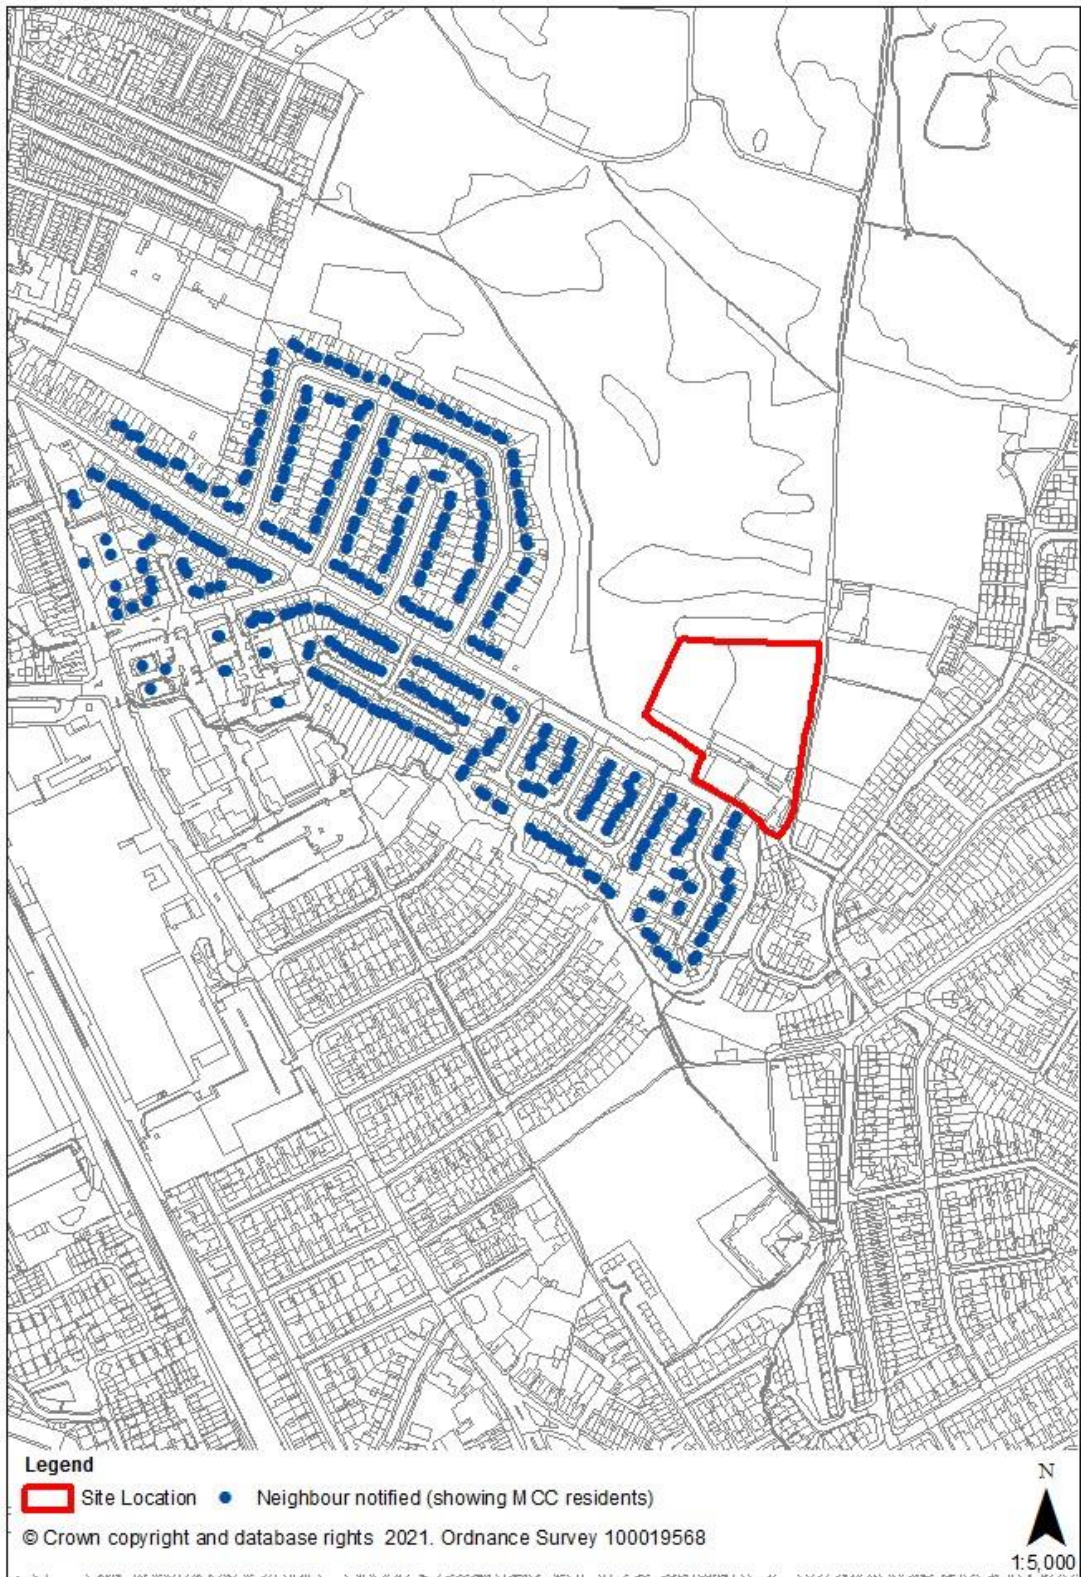 Legend
Site Location
Neighbour notified (showing MCC residents)
© Crown copyright and database rights 2021. Ordnance Survey 100019568
N
1:5,000